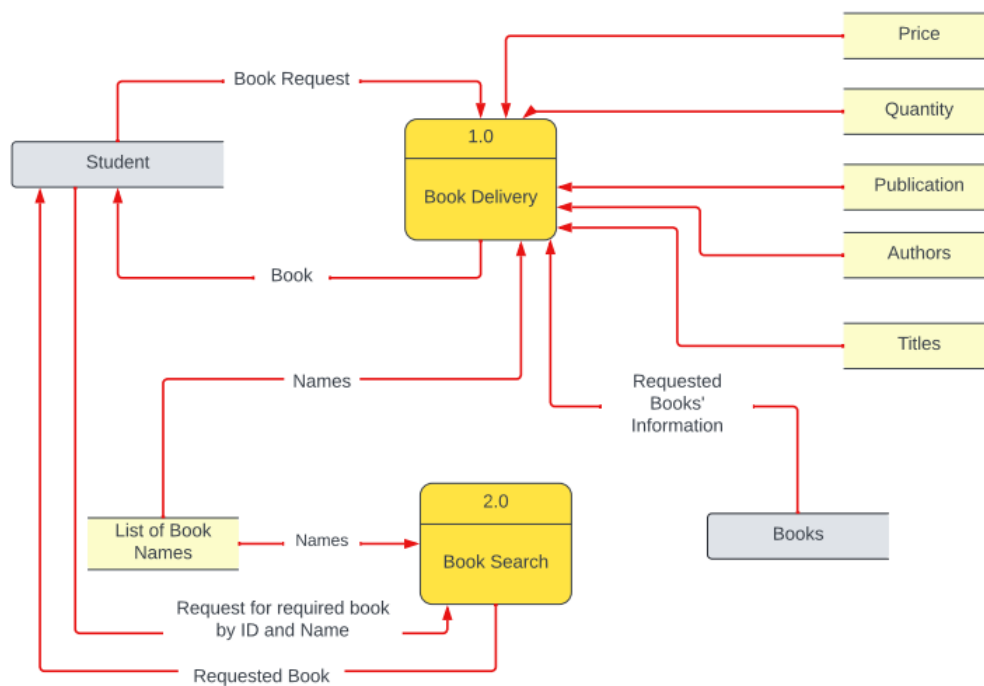 Price
Book Request
Quantity
1.0
Student
Publication
Book Delivery
Authors
Book
Titles
Names
Requested
Books'
Information
2.0
List of Book
Names
Names
Books
Book Search
Request for required book
by ID and Name
Requested Book